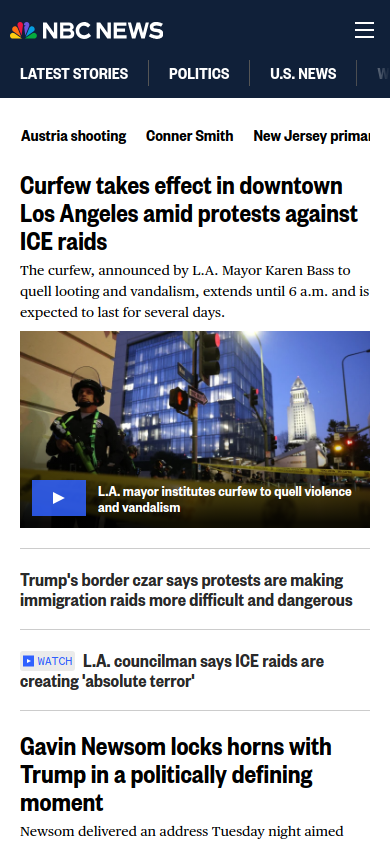 NBC NEWS
LATEST STORIES POLITICS U.S. NEWS
Austria shooting Conner Smith New Jersey primar
Curfew takes effect in downtown
Los Angeles amid protests against
ICE raids
The curfew, announced by L.A. Mayor Karen Bass to
quell looting and vandalism, extends until 6 a.m. and is
expected to last for several days.
L.A. mayor institutes curfew to quell violence
and vandalism
Trump's border czar says protests are making
immigration raids more difficult and dangerous
WATCH L.A. councilman says ICE raids are
creating 'absolute terror'
Gavin Newsom locks horns with
Trump in a politically defining
moment
Newsom delivered an address Tuesday night aimed